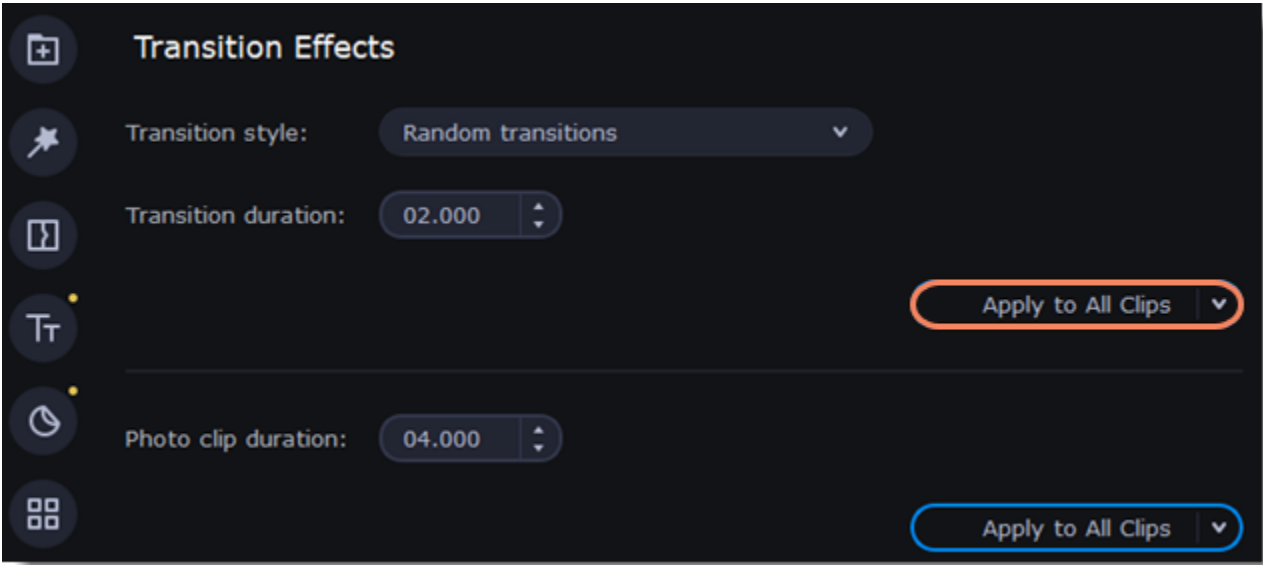 Transition Effects
Transition style: Random transitions
Transition duration: 02.000
Apply to All Clips
Tт
Photo clip duration: 04.000
Apply to All Clips